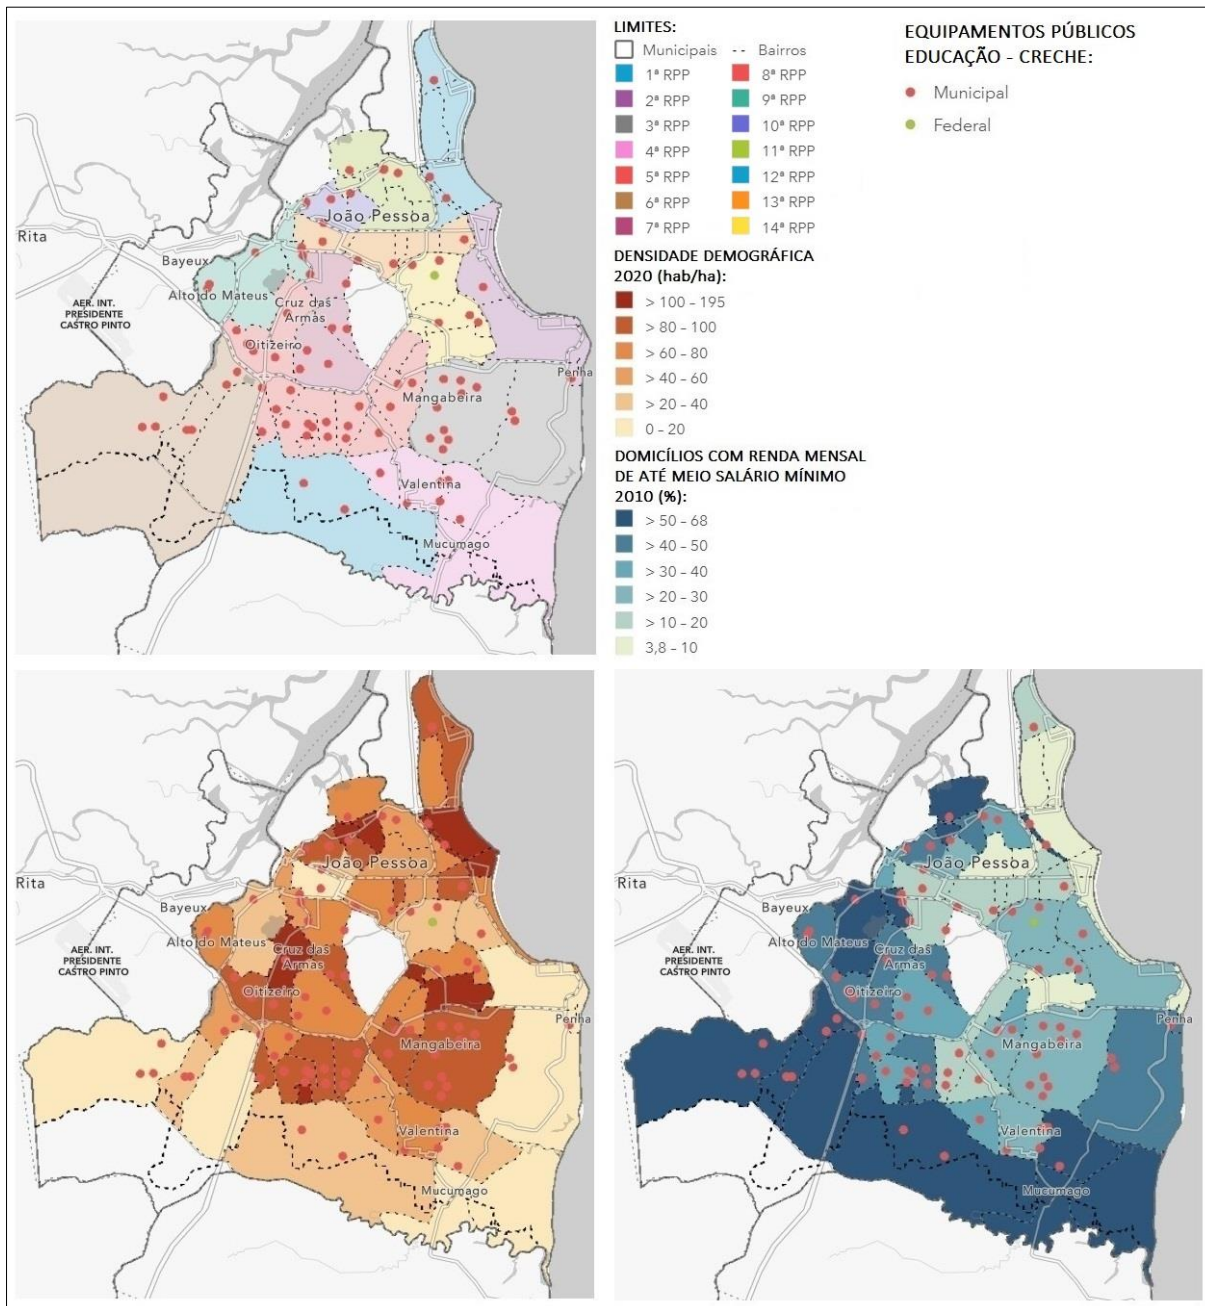 LIMITES:
Municipais
Bairros
1ª RPP
8ª RPP
2ª RPP
9ª RPP
3ª RPP
10ª RPP
4ª RPP
11ª RPP
5ª RPP
12ª RPP
6ª RPP
13ª RPP
7ª RPP
14ª RPP
EQUIPAMENTOS PÚBLICOS
EDUCAÇÃO - CRECHE:
Municipal
Federal
DENSIDADE DEMOGRÁFICA
2020 (hab/ha):
> 100 - 195
> 80 - 100
> 60 - 80
> 40 - 60
> 20 - 40
0 - 20
DOMICÍLIOS COM RENDA MENSAL
DE ATÉ MEIO SALÁRIO MÍNIMO
2010 (%):
> 50 - 68
> 40 - 50
> 30 - 40
> 20 - 30
> 10 - 20
3,8 - 10
João Pessoa
Rita
Bayeux
Alto do Mateus
AER. INT.
PRESIDENTE
CASTRO PINTO
Cruz das
Armas
Oitizeiro
Penha
Mangabeira
Valentina
Mucumago
João Pessoa
Rita
Bayeux
Alto do Mateus
AER. INT.
PRESIDENTE
CASTRO PINTO
Cruz das
Armas
Oitizeiro
Penha
Mangabeira
Valentina
Mucumago
João Pessoa
Rita
Bayeux
Alto do Mateus
AER. INT.
PRESIDENTE
CASTRO PINTO
Cruz das
Armas
Oitizeiro
Penha
Mangabeira
Valentina
Mucumago